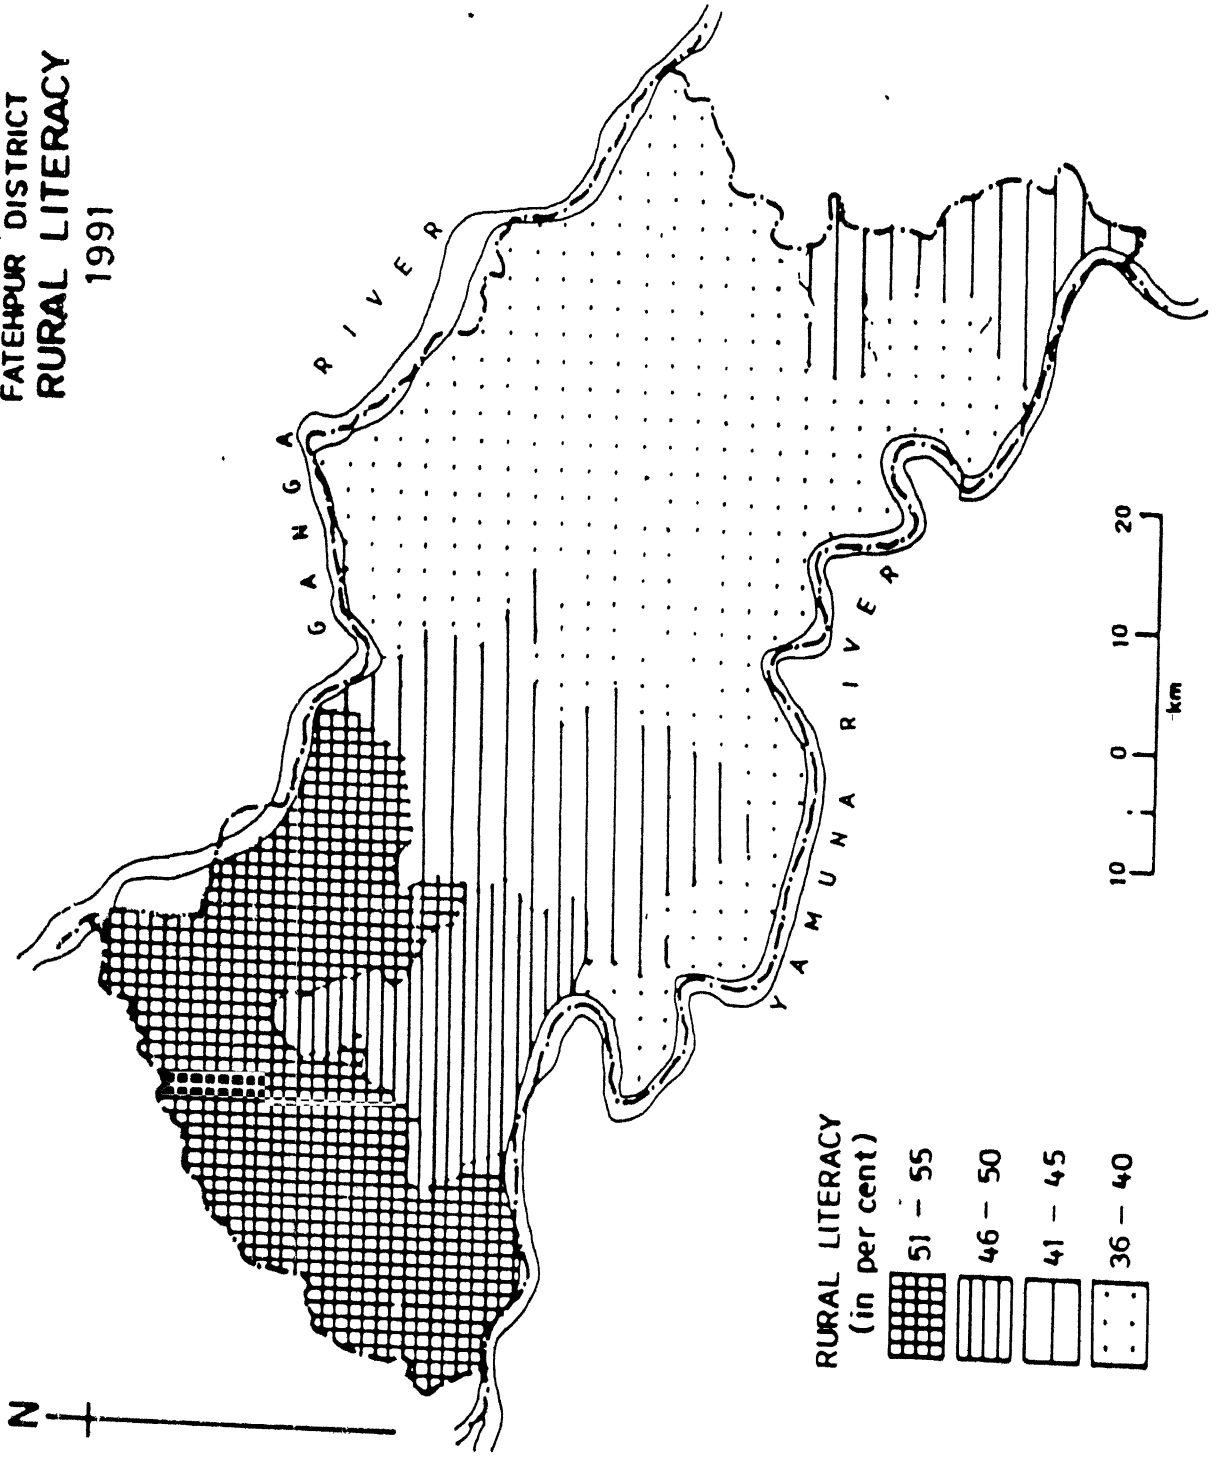 FATEHPUR DISTRICT
RURAL LITERACY
1991
N
GANGA RIVER
YAMUNA RIVER
RURAL LITERACY
(in per cent)
51 - 55
46 - 50
41 - 45
36 - 40
10 0 10 20
km